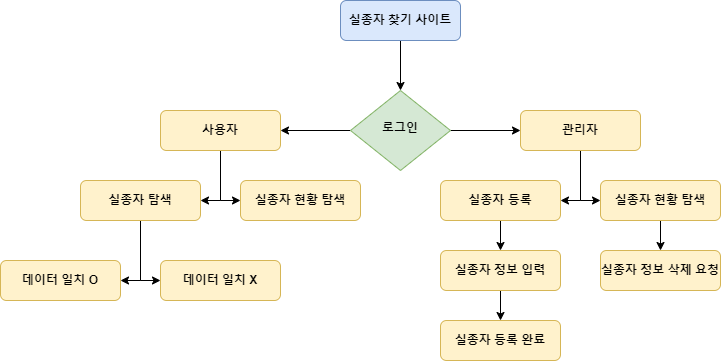 실종자 찾기 사이트
사용자
로그인
관리자
실종자 탐색
실종자 현황 탐색
실종자 등록
실종자 현황 탐색
데이터 일치 O
데이터 일치 X
실종자 정보 입력
실종자 정보 삭제 요청
실종자 등록 완료